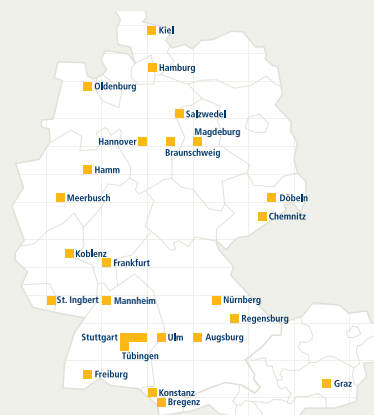 Kiel
Hamburg
Oldenburg
Salzwedel
Magdeburg
Hannover
Braunschweig
Hamm
Meerbusch
Döbeln
Chemnitz
Koblenz
Frankfurt
St. Ingbert
Mannheim
Nürnberg
Regensburg
Stuttgart
Ulm
Augsburg
Tübingen
Freiburg
Graz
Konstanz
Bregenz